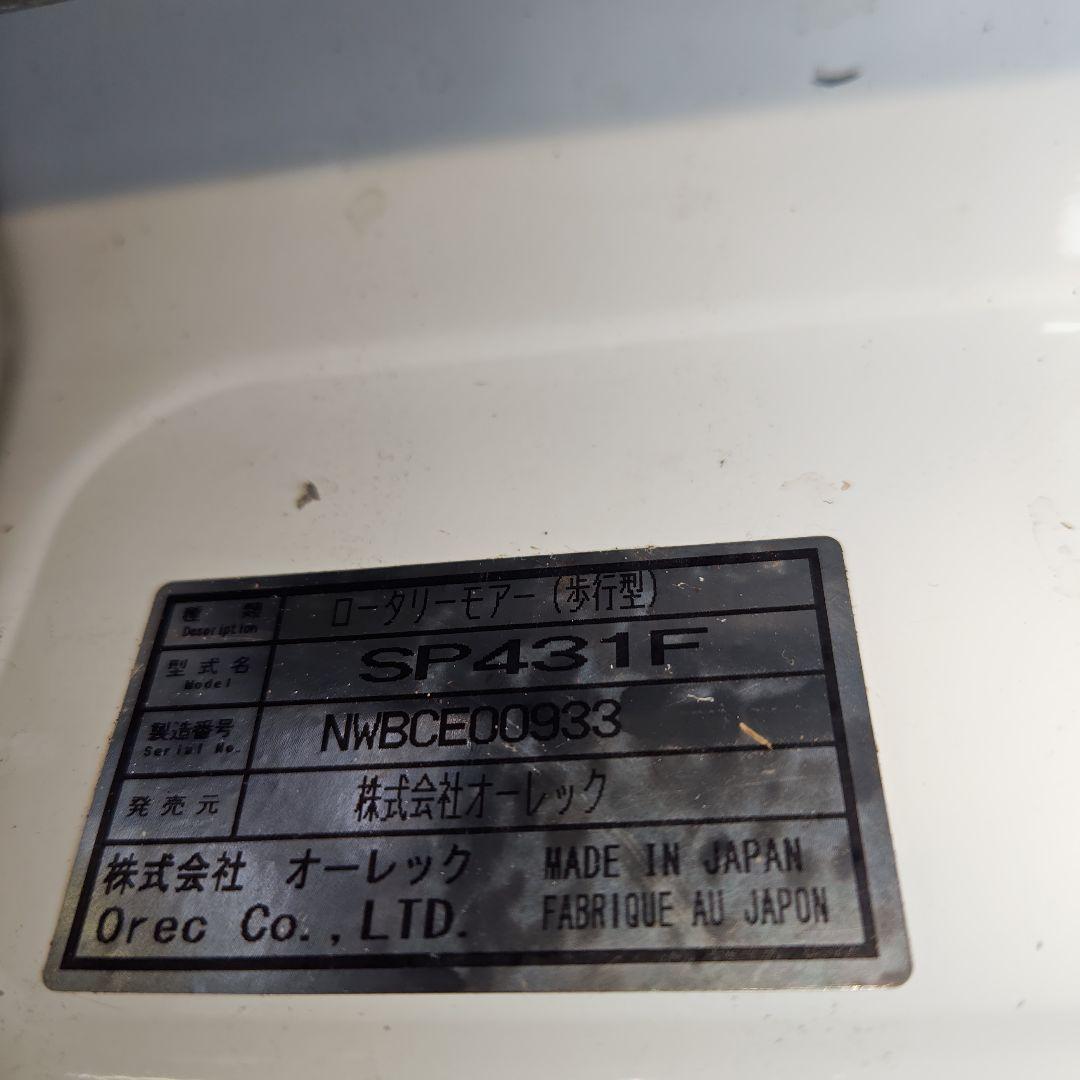 種類 ロータリーモアー(歩行型)
Description
型式名 SP431F
Model
製造番号 NWBCE00933
Serial No.
発売元 株式会社オーレック
株式会社 オーレック MADE IN JAPAN
Orec Co.,LTD. FABRIQUE AU JAPON